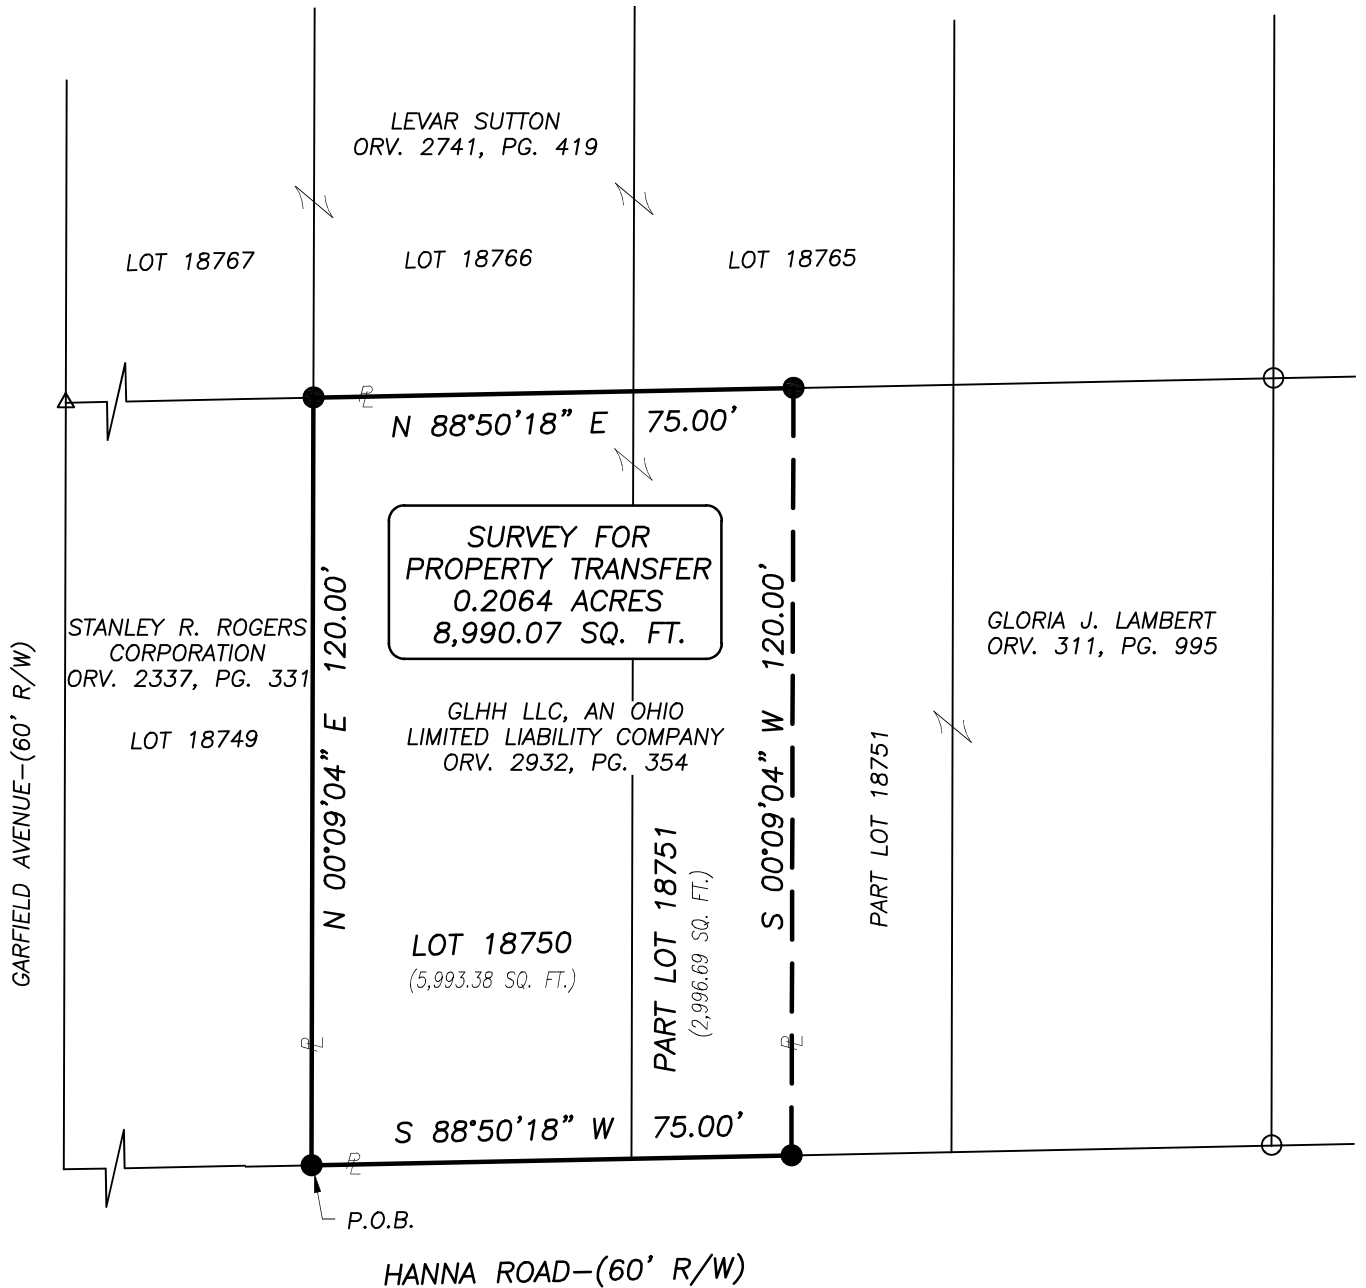 LEVAR SUTTON
ORV. 2741, PG. 419
LOT 18767
LOT 18766
LOT 18765
PL
N 88°50'18" E 75.00'
SURVEY FOR
PROPERTY TRANSFER
0.2064 ACRES
8,990.07 SQ. FT.
N 00°09'04" E 120.00'
S 00°09'04" W 120.00'
STANLEY R. ROGERS
CORPORATION
ORV. 2337, PG. 331
LOT 18749
GLORIA J. LAMBERT
ORV. 311, PG. 995
GARFIELD AVENUE-(60' R/W)
GLHH LLC, AN OHIO
LIMITED LIABILITY COMPANY
ORV. 2932, PG. 354
PART LOT 18751
LOT 18750
(5,993.38 SQ. FT.)
PART LOT 18751
(2,996.69 SQ. FT.)
PL
PL
S 88°50'18" W 75.00'
PL
P.O.B.
HANNA ROAD-(60' R/W)